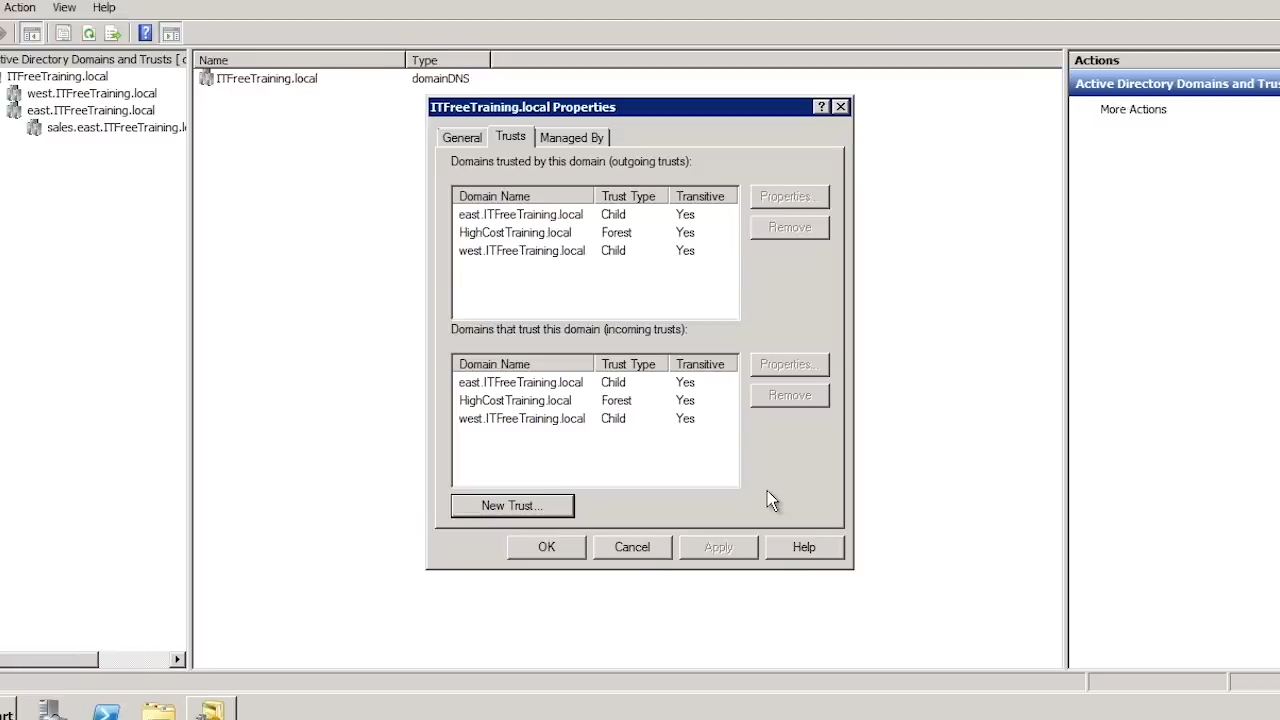 Action View Help
tive Directory Domains and Trusts [
ITFreeTraining.local
west.ITFreeTraining.local
east.ITFreeTraining.local
sales.east.ITFreeTraining.l
Name Type
ITFreeTraining.local domainDNS
ITFreeTraining.local Properties
General Trusts Managed By
Domains trusted by this domain (outgoing trusts):
Domain Name Trust Type Transitive
east.ITFreeTraining.local Child Yes
HighCostTraining.local Forest Yes
west.ITFreeTraining.local Child Yes
Properties...
Remove
Domains that trust this domain (incoming trusts):
Domain Name Trust Type Transitive
east.ITFreeTraining.local Child Yes
HighCostTraining.local Forest Yes
west.ITFreeTraining.local Child Yes
Properties...
Remove
New Trust...
OK Cancel Apply Help
Actions
Active Directory Domains and Trus
More Actions
rt